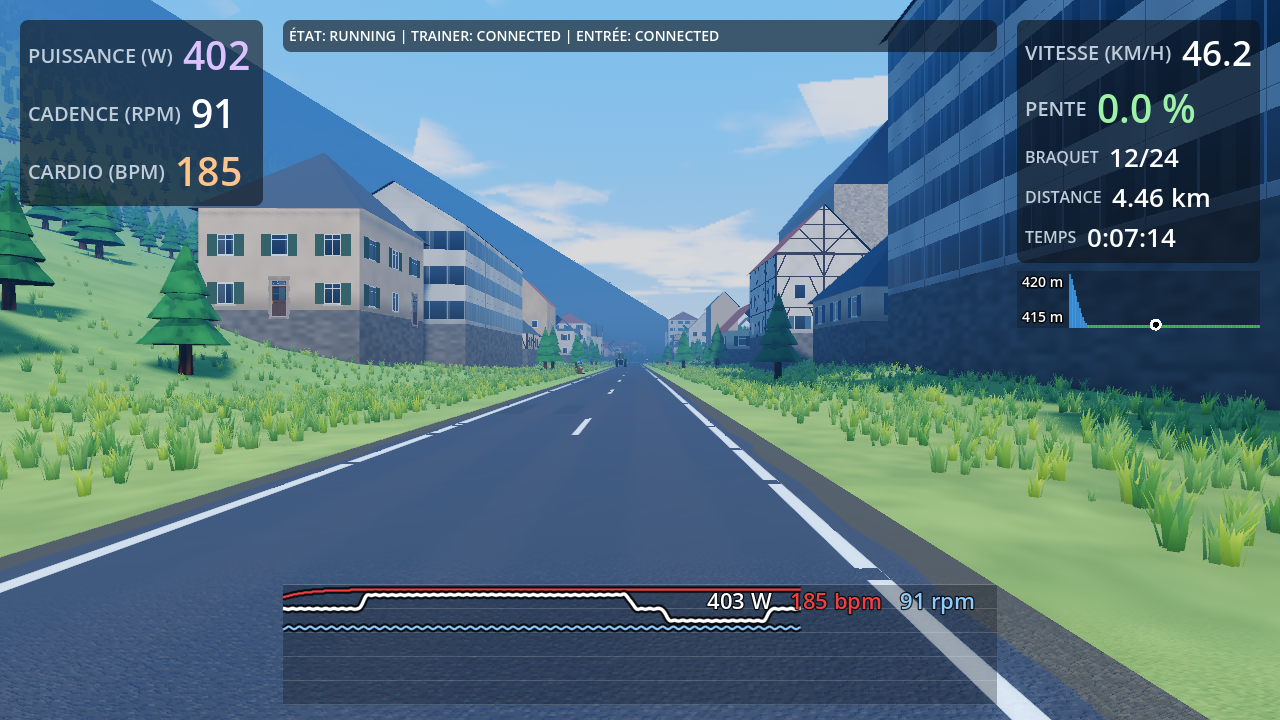 PUISSANCE (W) 402
CADENCE (RPM) 91
CARDIO (BPM) 185
ÉTAT: RUNNING | TRAINER: CONNECTED | ENTRÉE: CONNECTED
VITESSE (KM/H) 46.2
PENTE 0.0 %
BRAQUET 12/24
DISTANCE 4.46 km
TEMPS 0:07:14
420 m
415 m
403 W 185 bpm 91 rpm